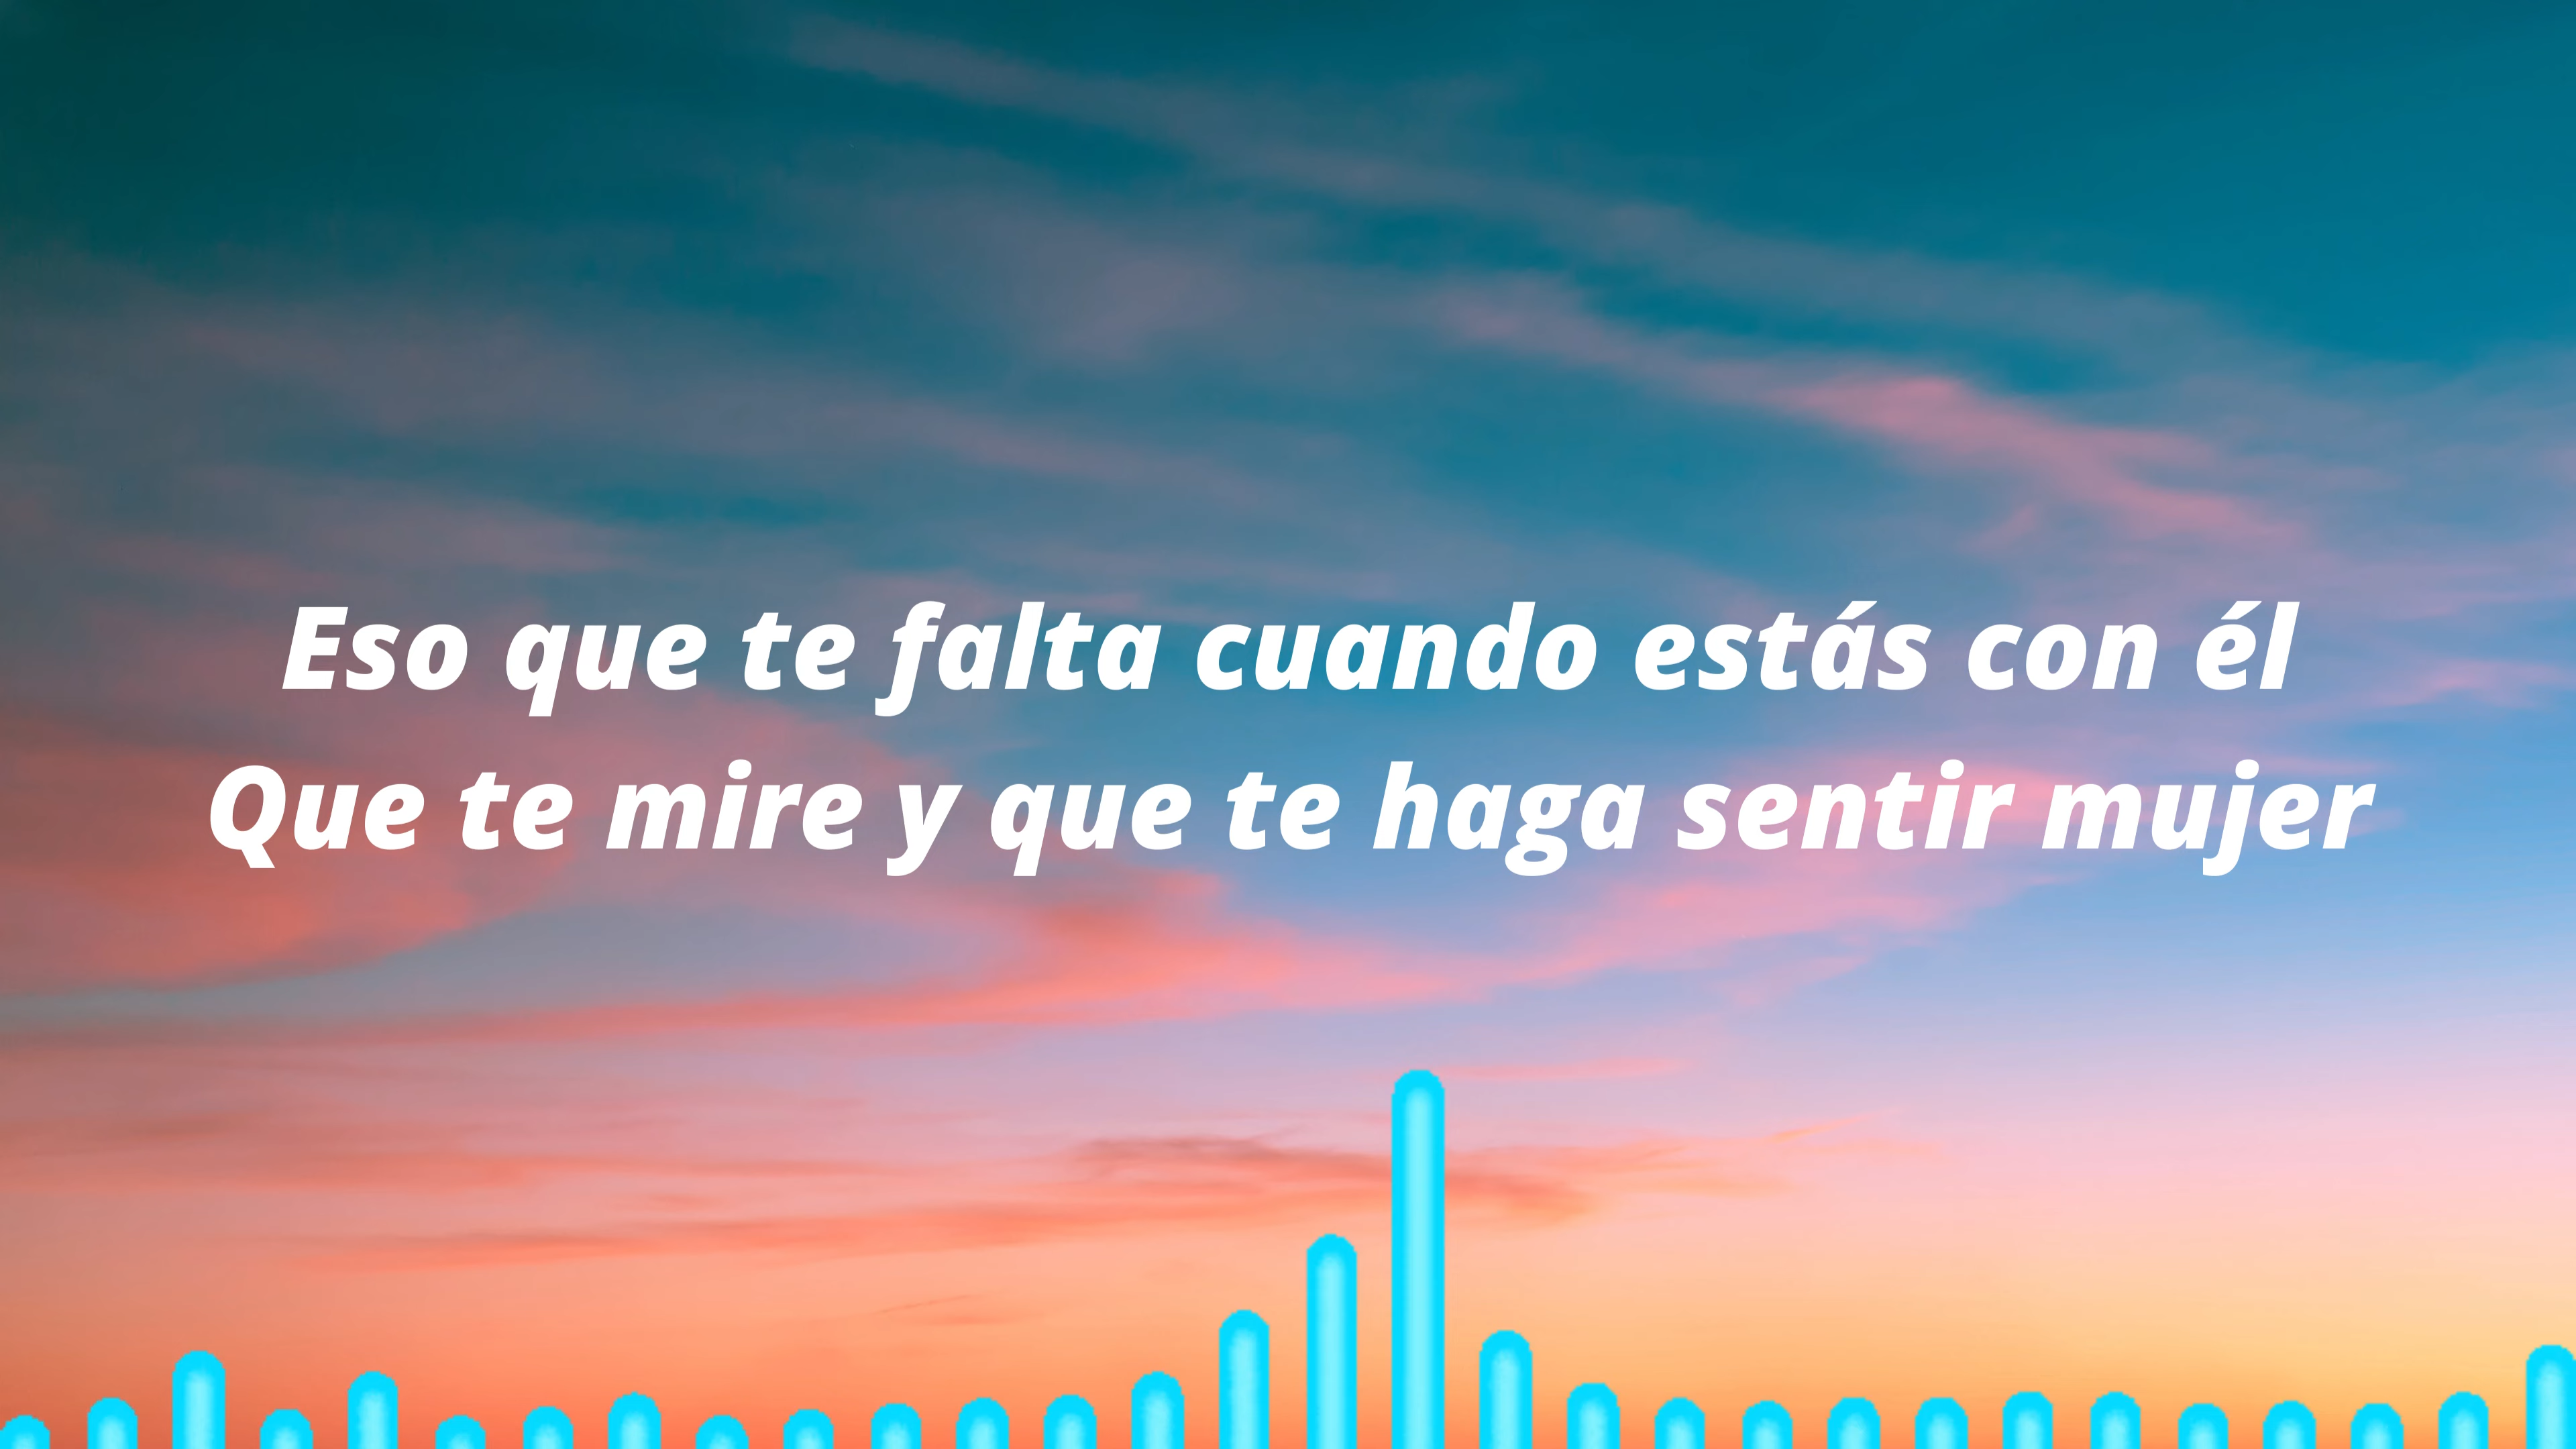 Eso que te falta cuando estás con él
Que te mire y que te haga sentir mujer